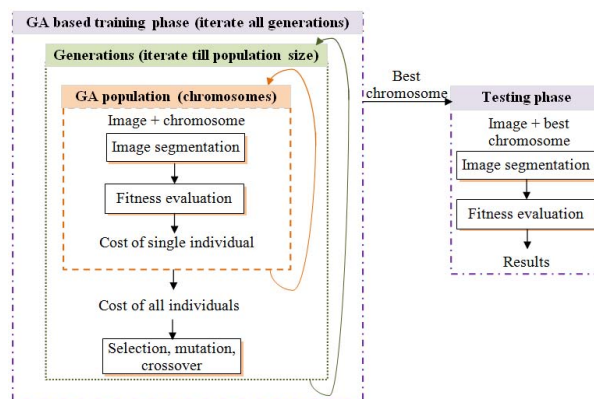 GA based training phase (iterate all generations)
Generations (iterate till population size)
GA population (chromosomes)
Image + chromosome
Image segmentation
Fitness evaluation
Cost of single individual
Cost of all individuals
Selection, mutation,
crossover
Best
chromosome
Testing phase
Image + best
chromosome
Image segmentation
Fitness evaluation
Results